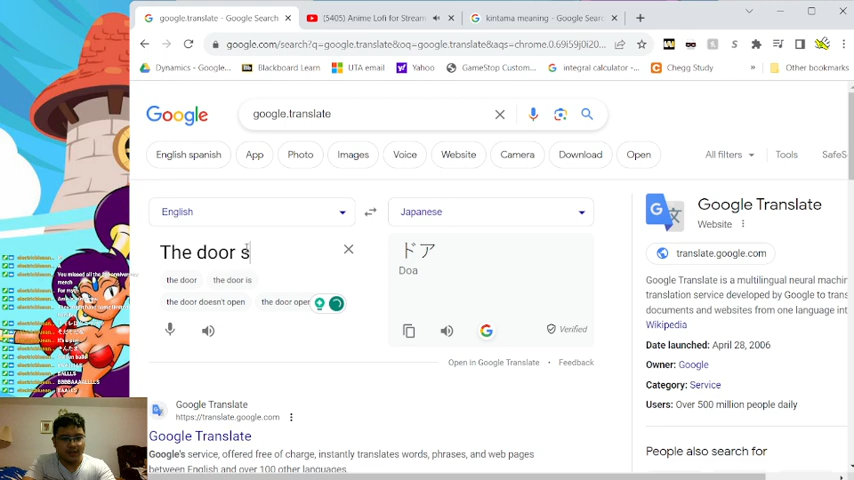 google.translate - Google Search
(5405) Anime Lofi for Stream
kintama meaning - Google Sear
google.com/search?q=google.translate&oq=google.translate&aqs=chrome.0.69i59j0i20...
Dynamics - Google...
Blackboard Learn
UTA email
Yahoo
GameStop Custom...
integral calculator -...
Chegg Study
»
Other bookmarks
Google
google.translate
English spanish
App
Photo
Images
Voice
Website
Camera
Download
Open
All filters
Tools
SafeS
English
Japanese
The door s
ドア
Doa
the door
the door is
the door doesn't open
the door oper
Verified
Open in Google Translate
Feedback
Google Translate
https://translate.google.com
Google Translate
Google's service, offered free of charge, instantly translates words, phrases, and web pages
between English and over 100 other languages.
Google Translate
Website
translate.google.com
Google Translate is a multilingual neural machin
translation service developed by Google to trans
documents and websites from one language int
Wikipedia
Date launched: April 28, 2006
Owner: Google
Category: Service
Users: Over 500 million people daily
People also search for